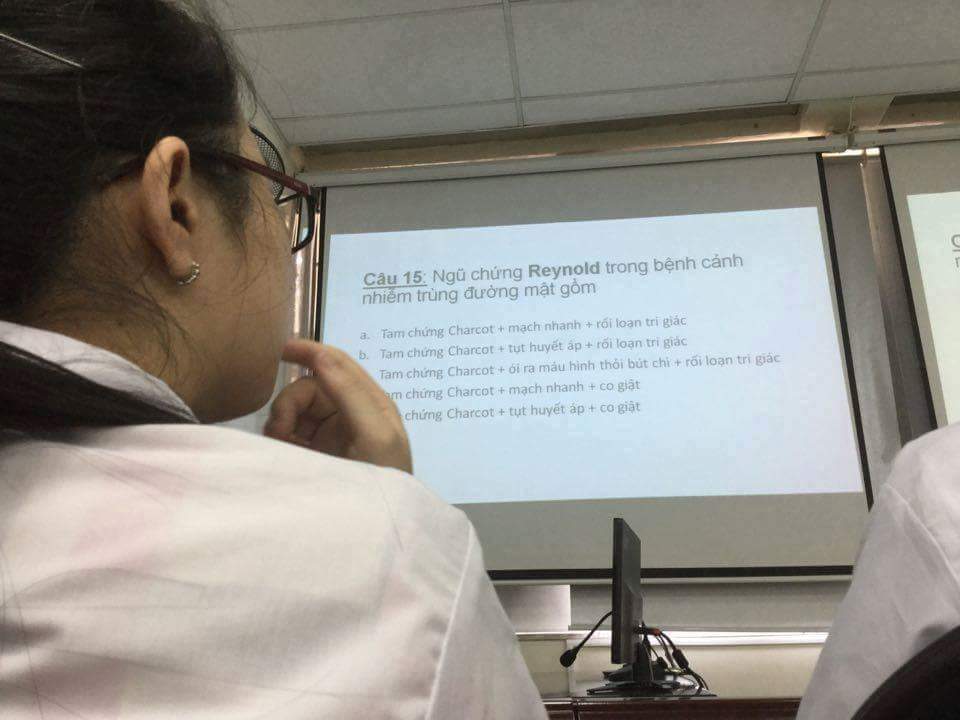 Câu 15: Ngũ chứng Reynold trong bệnh cảnh
nhiễm trùng đường mật gồm
a. Tam chứng Charcot + mạch nhanh + rối loạn tri giác
b. Tam chứng Charcot + tụt huyết áp + rối loạn tri giác
Tam chứng Charcot + ói ra máu hình thỏi bút chì + rối loạn tri giác
chứng Charcot + mạch nhanh + co giật
chứng Charcot + tụt huyết áp + co giật